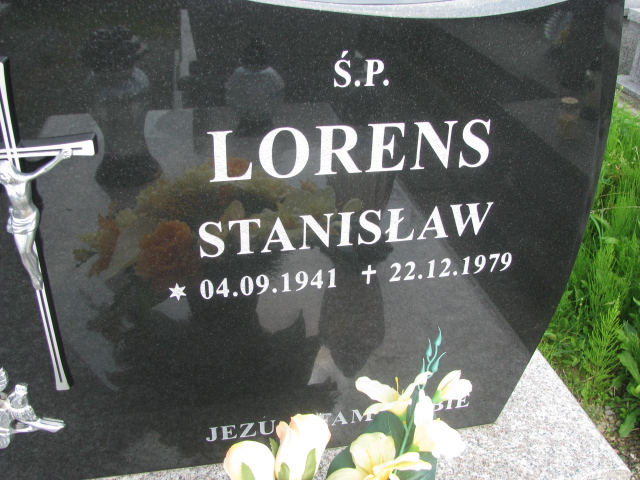 Ś.P.
LORENS
STANISŁAW
* 04.09.1941 † 22.12.1979